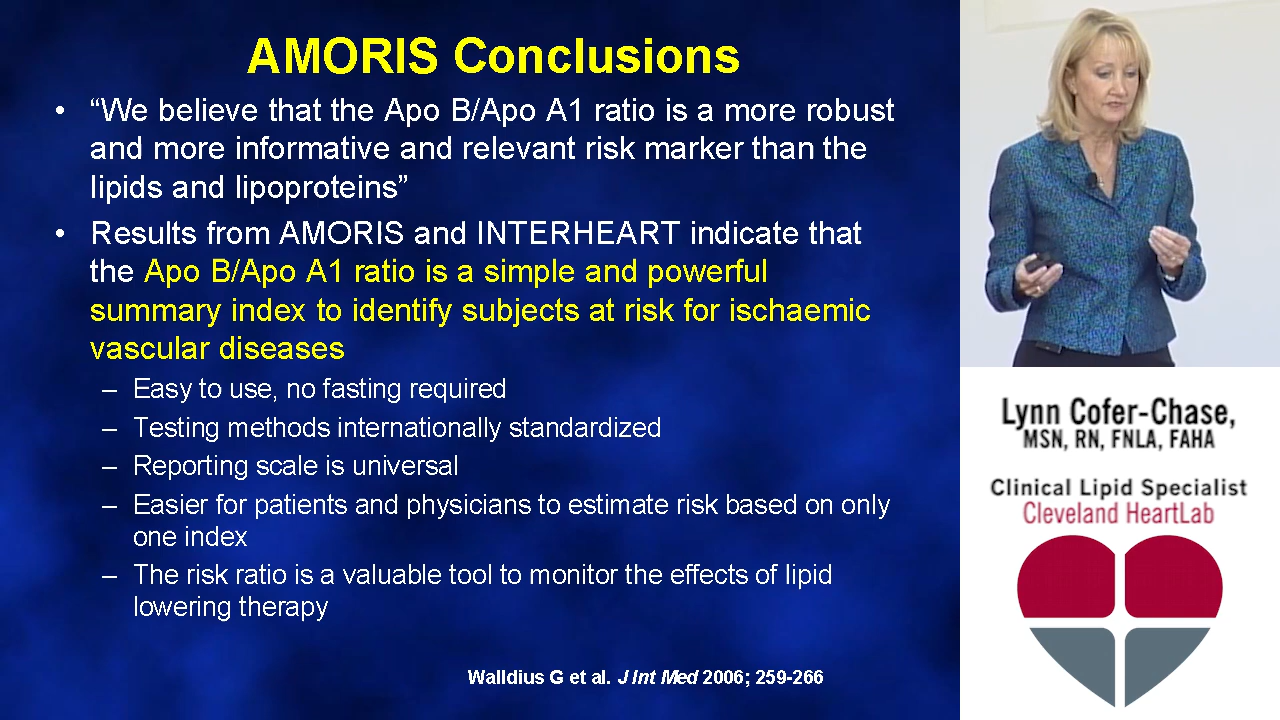 AMORIS Conclusions
• “We believe that the Apo B/Apo A1 ratio is a more robust
and more informative and relevant risk marker than the
lipids and lipoproteins”
• Results from AMORIS and INTERHEART indicate that
the Apo B/Apo A1 ratio is a simple and powerful
summary index to identify subjects at risk for ischaemic
vascular diseases
– Easy to use, no fasting required
– Testing methods internationally standardized
– Reporting scale is universal
– Easier for patients and physicians to estimate risk based on only
one index
– The risk ratio is a valuable tool to monitor the effects of lipid
lowering therapy
Walldius G et al. J Int Med 2006; 259-266
Lynn Cofer-Chase,
MSN, RN, FNLA, FAHA
Clinical Lipid Specialist
Cleveland HeartLab